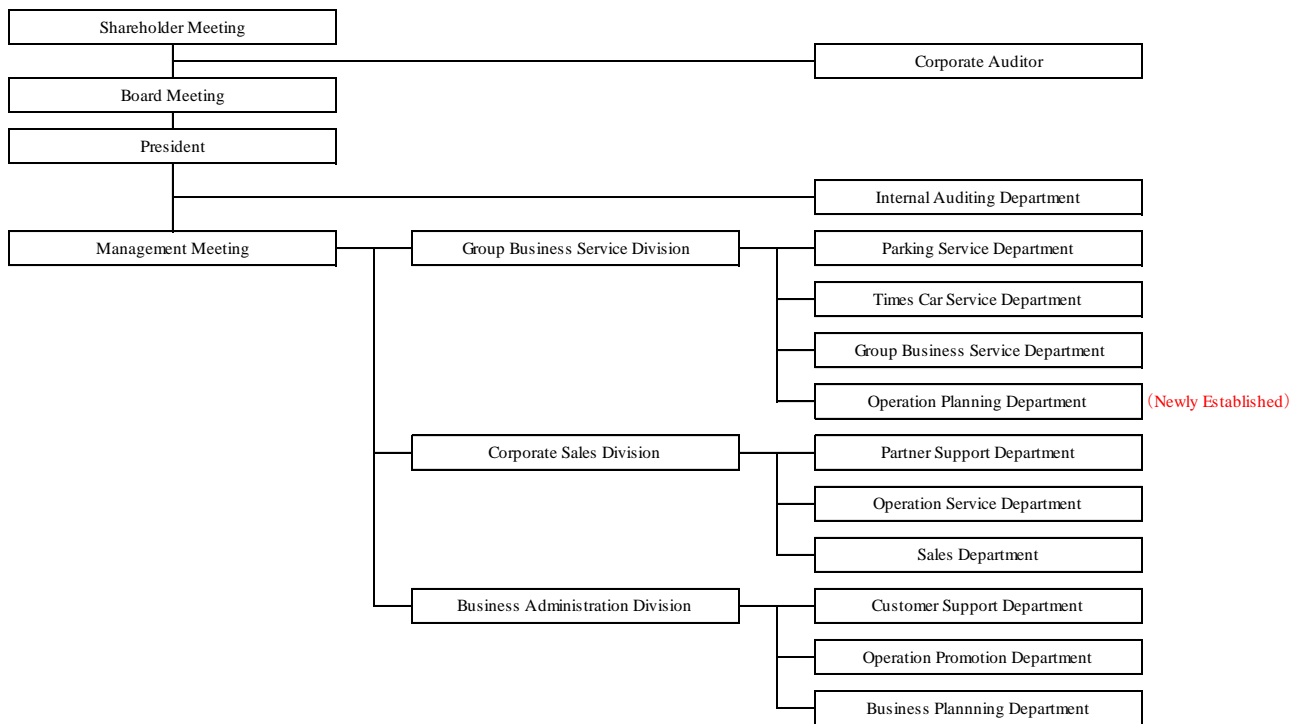 Shareholder Meeting
Corporate Auditor
Board Meeting
President
Internal Auditing Department
Management Meeting
Group Business Service Division
Parking Service Department
Times Car Service Department
Group Business Service Department
Operation Planning Department
（Newly Established）
Corporate Sales Division
Partner Support Department
Operation Service Department
Sales Department
Business Administration Division
Customer Support Department
Operation Promotion Department
Business Plannning Department